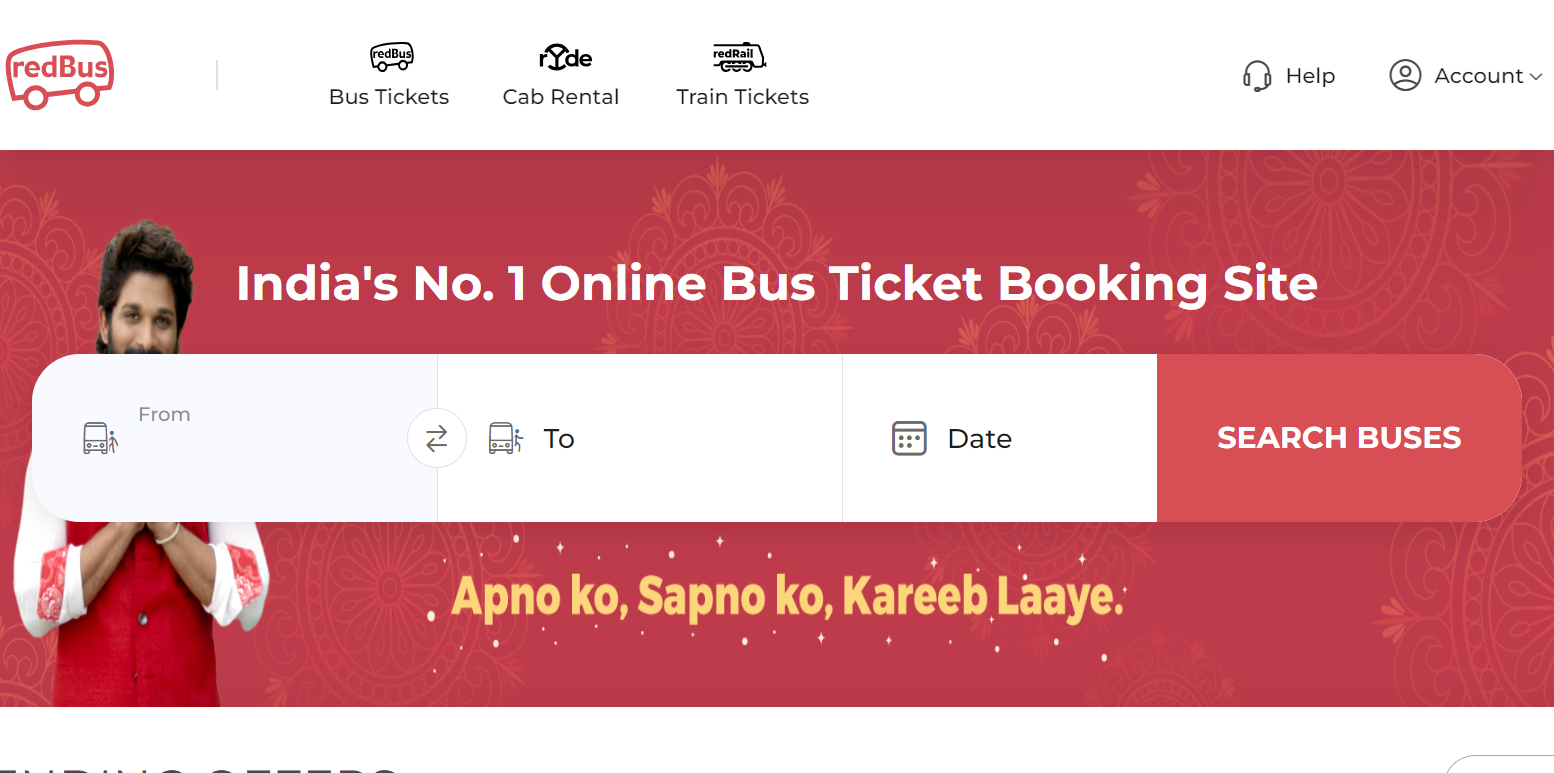 redBus
redBus
Bus Tickets
ryde
Cab Rental
redRail
Train Tickets
Help
Account
India's No. 1 Online Bus Ticket Booking Site
From
To
Date
SEARCH BUSES
Apno ko, Sapno ko, Kareeb Laaye.